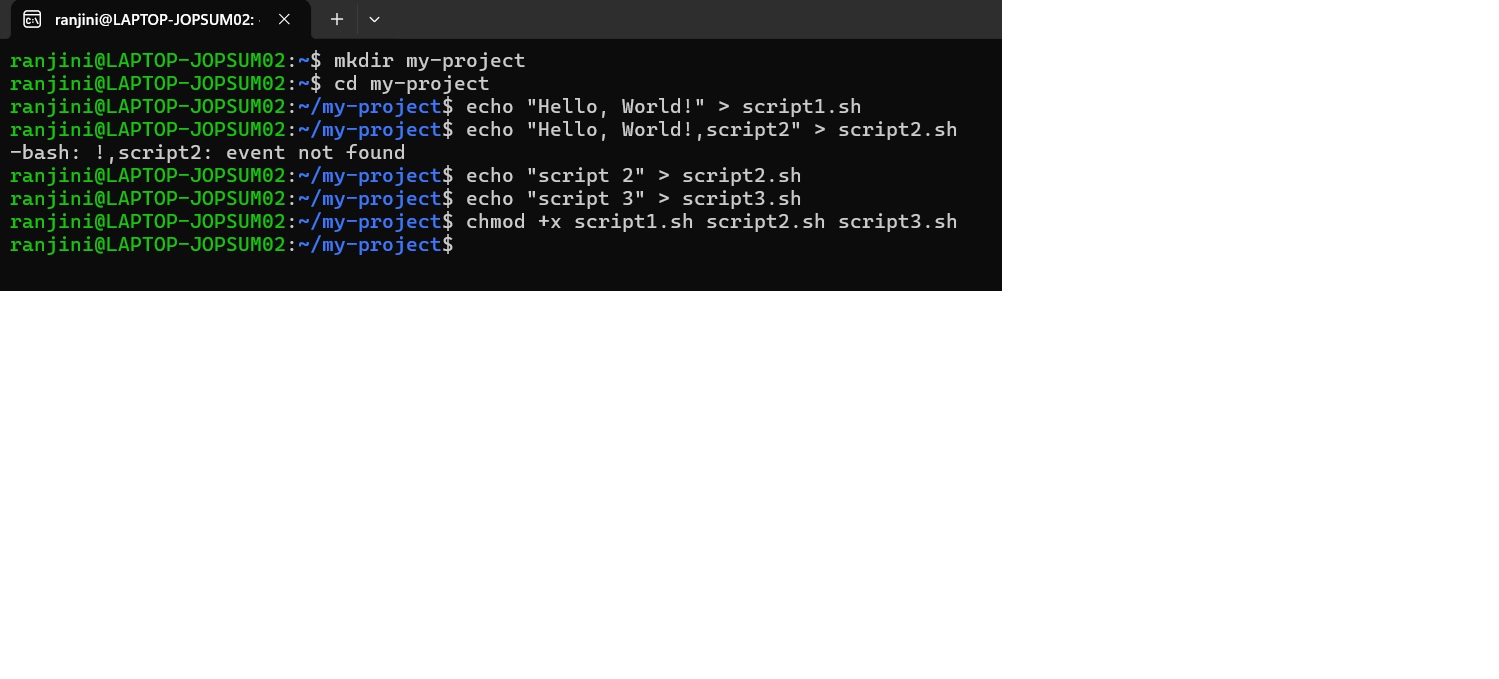 ranjini@LAPTOP-JOPSUM02: ~
ranjini@LAPTOP-JOPSUM02:~$ mkdir my-project
ranjini@LAPTOP-JOPSUM02:~$ cd my-project
ranjini@LAPTOP-JOPSUM02:~/my-project$ echo "Hello, World!" > script1.sh
ranjini@LAPTOP-JOPSUM02:~/my-project$ echo "Hello, World!,script2" > script2.sh
-bash: !,script2: event not found
ranjini@LAPTOP-JOPSUM02:~/my-project$ echo "script 2" > script2.sh
ranjini@LAPTOP-JOPSUM02:~/my-project$ echo "script 3" > script3.sh
ranjini@LAPTOP-JOPSUM02:~/my-project$ chmod +x script1.sh script2.sh script3.sh
ranjini@LAPTOP-JOPSUM02:~/my-project$